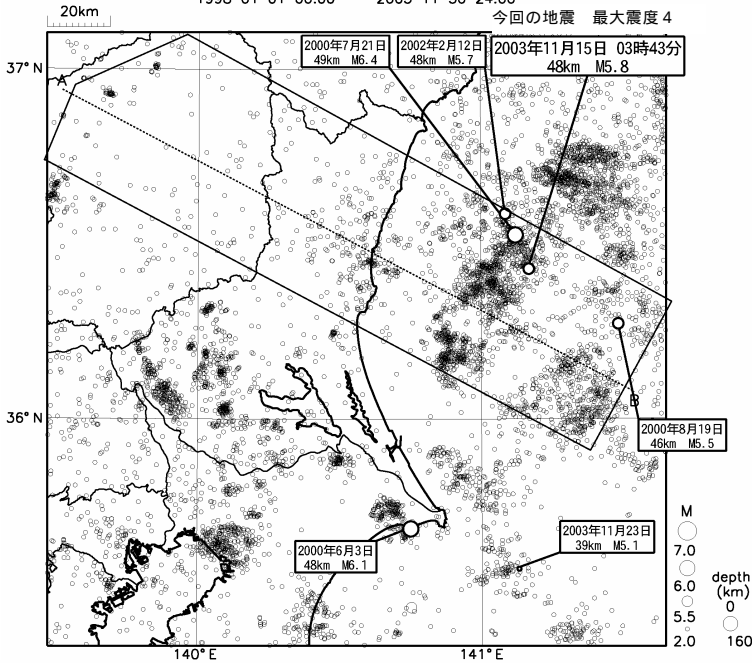 20km
今回の地震 最大震度4
2000年7月21日
49km M6.4
2002年2月12日
48km M5.7
2003年11月15日 03時43分
48km M5.8
37°N
A
36°N
B
2000年8月19日
46km M5.5
2003年11月23日
39km M5.1
2000年6月3日
48km M6.1
M
7.0
6.0
5.5
2.0
depth
(km)
0
160
140°E
141°E